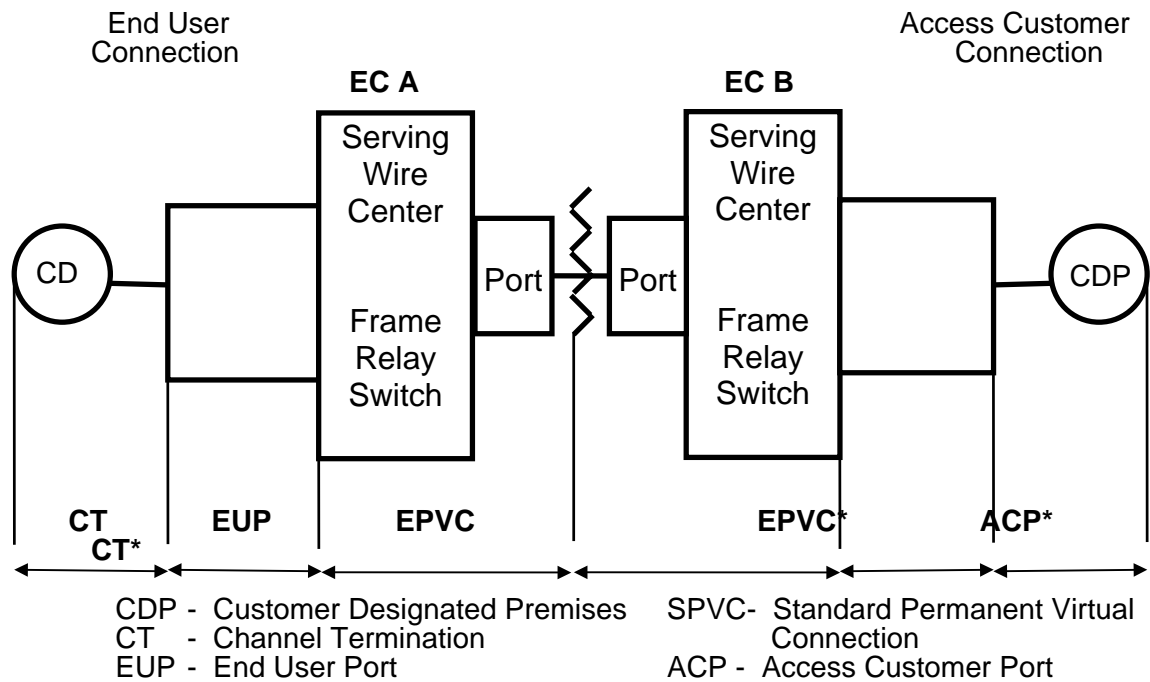 End User
Connection
Access Customer
Connection
EC A
EC B
Serving
Wire
Center
Frame
Relay
Switch
Port
Port
Serving
Wire
Center
Frame
Relay
Switch
CD
CDP
CT
CT*
EUP
EPVC
EPVC*
ACP*
CDP - Customer Designated Premises
CT - Channel Termination
EUP - End User Port
SPVC- Standard Permanent Virtual
Connection
ACP - Access Customer Port